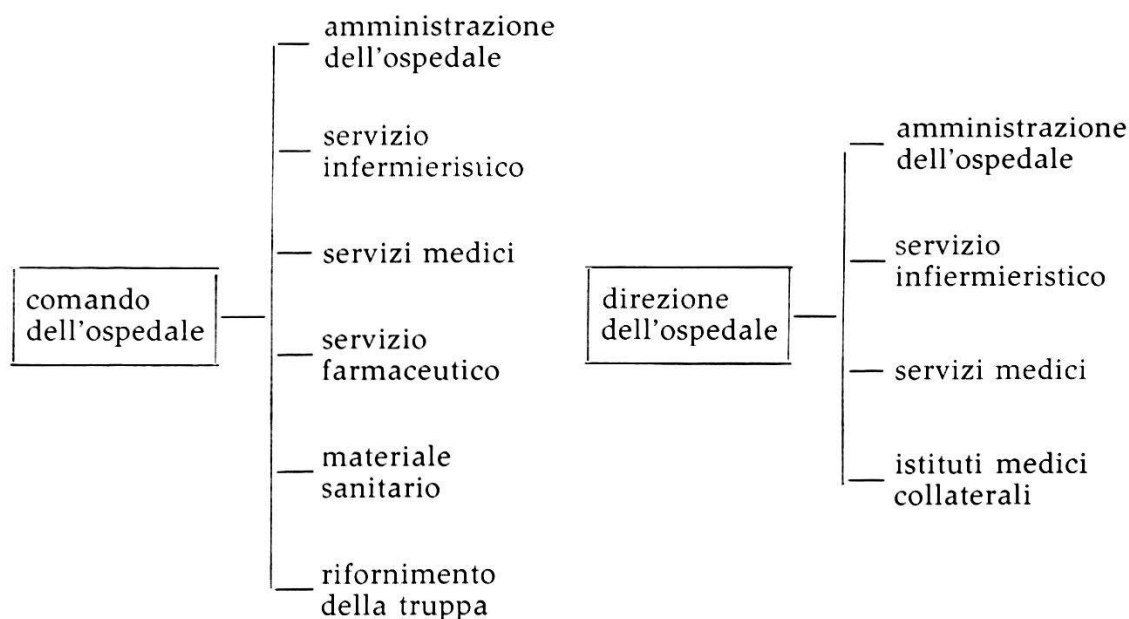 comando
dell'ospedale
amministrazione
dell'ospedale
servizio
infermieristico
servizi medici
servizio
farmaceutico
materiale
sanitario
rifornimento
della truppa
direzione
dell'ospedale
amministrazione
dell'ospedale
servizio
infiermieristico
servizi medici
istituti medici
collaterali